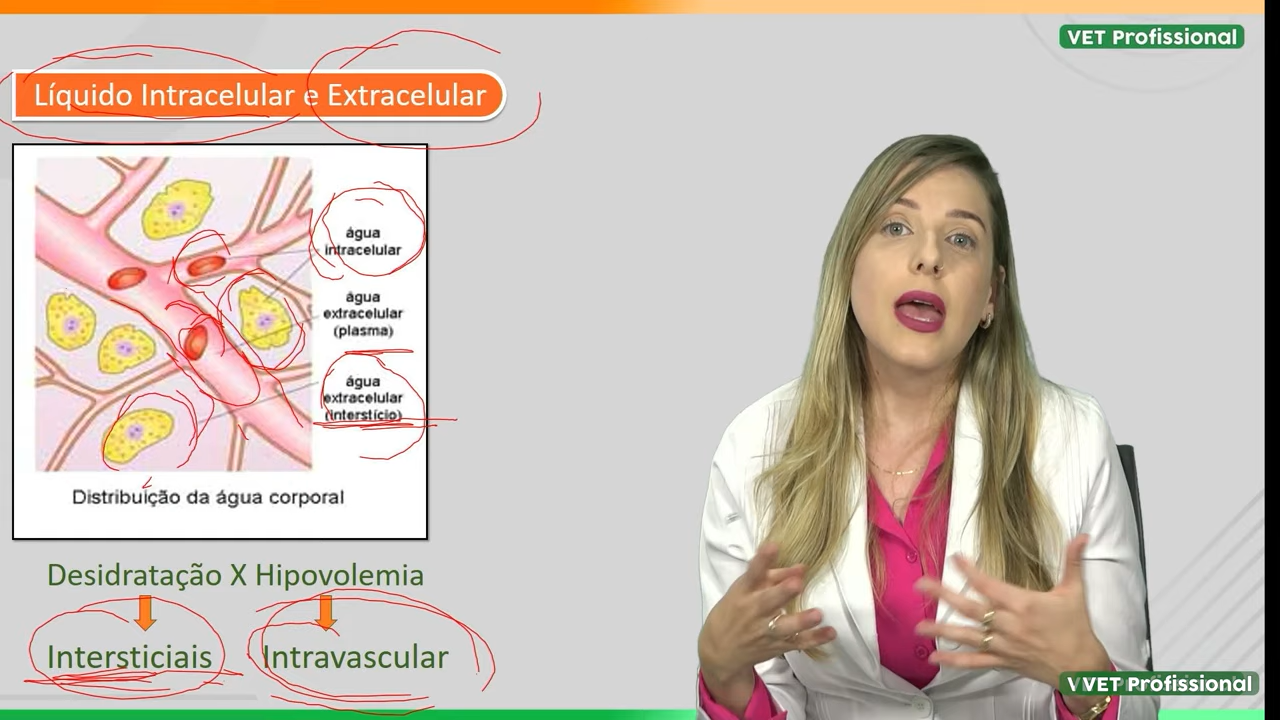 VET Profissional
Líquido Intracelular e Extracelular
água
intracelular
água
extracelular
(plasma)
água
extracelular
(interstício)
Distribuição da água corporal
Desidratação X Hipovolemia
Intersticiais
Intravascular
VET Profissional